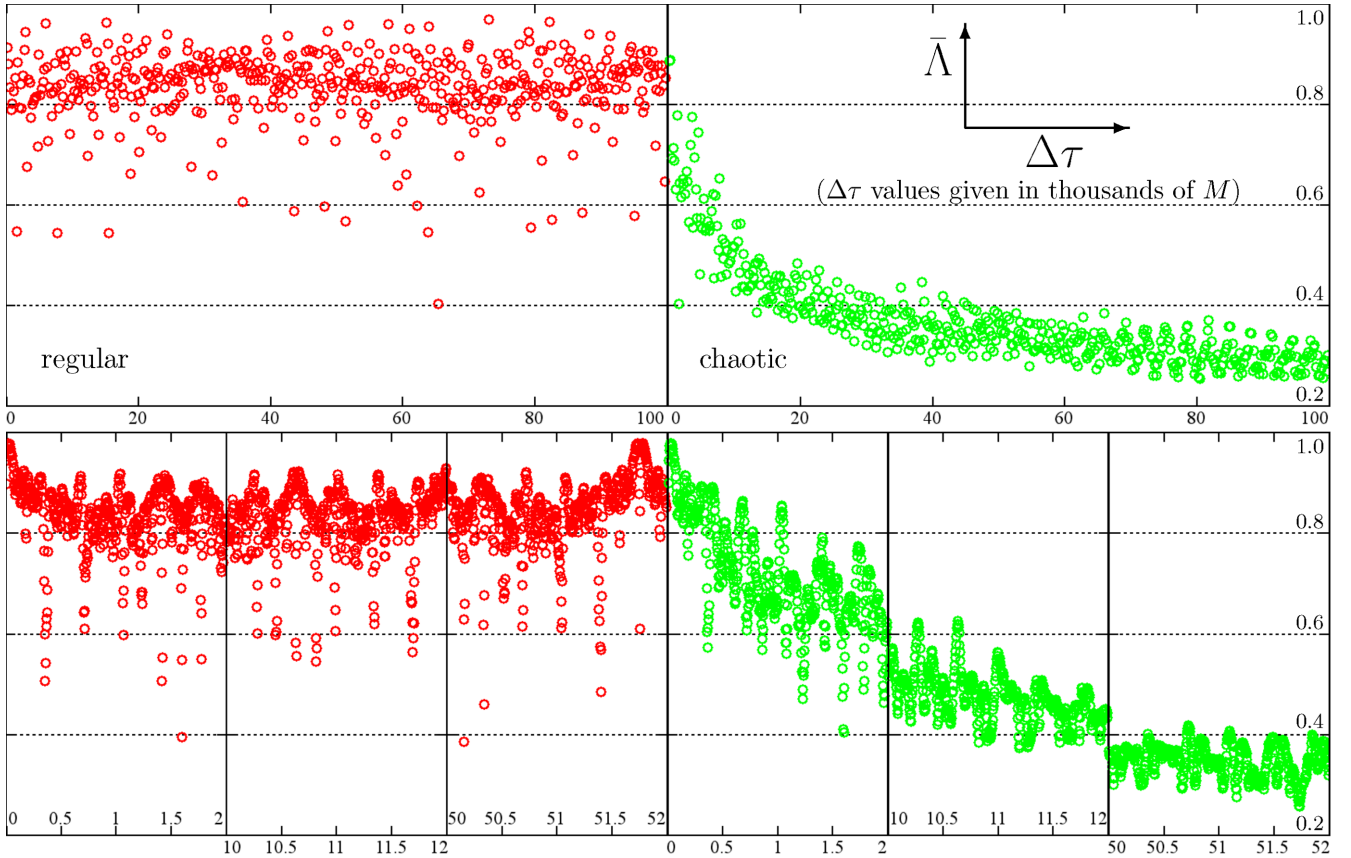 1.0
Λ̄
0.8
Δτ
(Δτ values given in thousands of M)
0.6
0.4
regular
chaotic
0.2
0 20 40 60 80 100 0 20 40 60 80 100
1.0
0.8
0.6
0.4
0 0.5 1 1.5 2 50 50.5 51 51.5 52 10 10.5 11 11.5 12 0.2
10 10.5 11 11.5 12 0 0.5 1 1.5 2 50 50.5 51 51.5 52